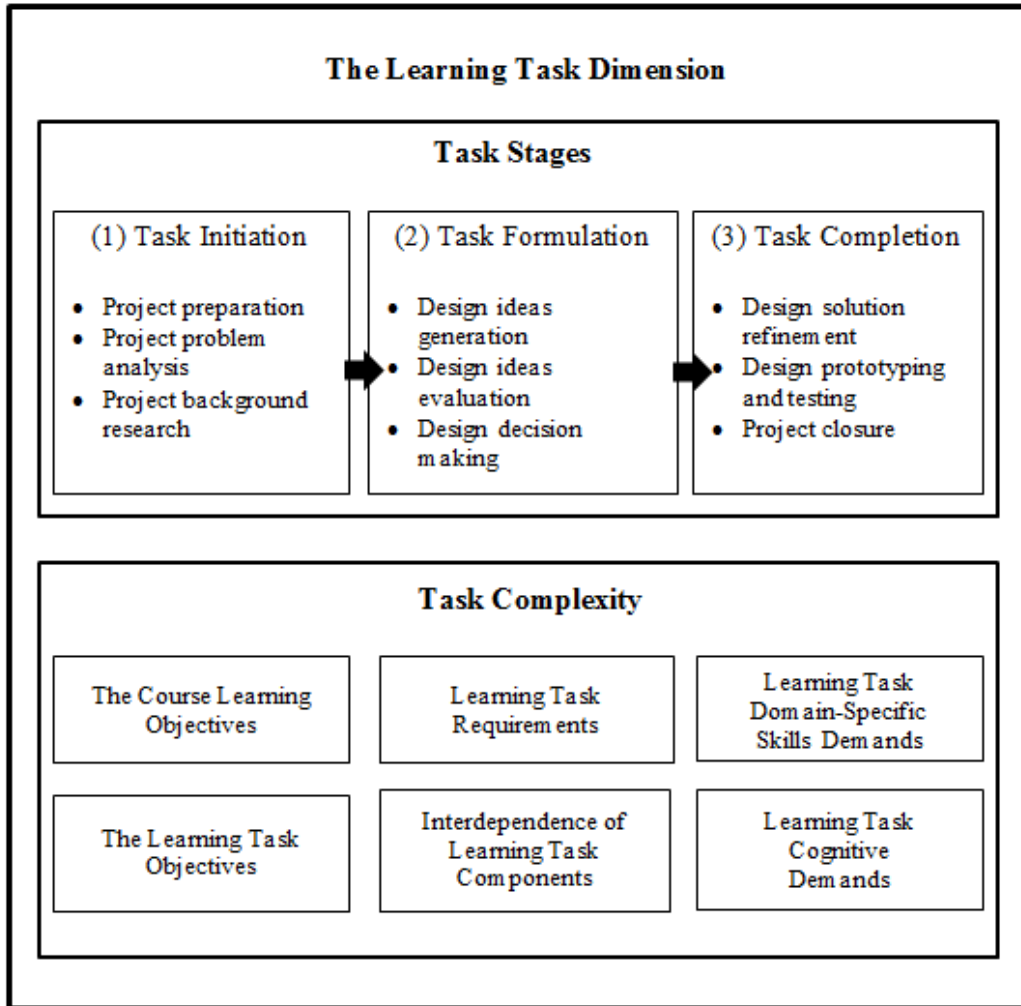 The Learning Task Dimension
Task Stages
(1) Task Initiation
• Project preparation
• Project problem
analysis
• Project background
research
(2) Task Formulation
• Design ideas
generation
• Design ideas
evaluation
• Design decision
making
(3) Task Completion
• Design solution
refinement
• Design prototyping
and testing
• Project closure
Task Complexity
The Course Learning
Objectives
Learning Task
Requirements
Learning Task
Domain-Specific
Skills Demands
The Learning Task
Objectives
Interdependence of
Learning Task
Components
Learning Task
Cognitive
Demands